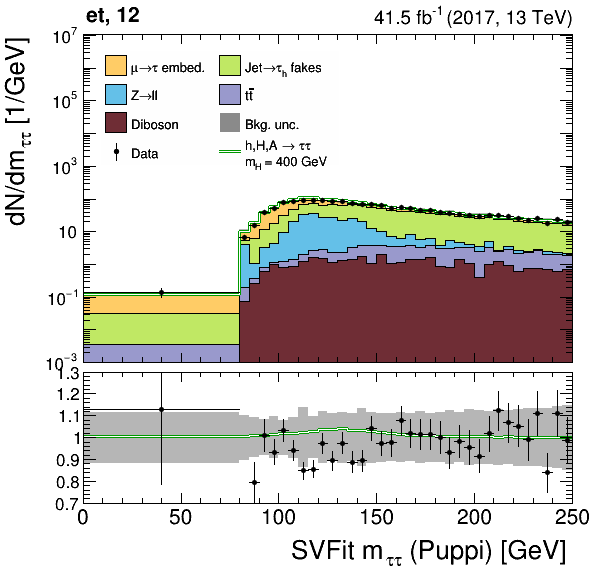 et, 12
41.5 fb⁻¹ (2017, 13 TeV)
dN/dm_ττ [1/GeV]
10⁷
10⁵
10³
10
10⁻¹
10⁻³
μ→τ embed.
Jet→τ_h fakes
Z→ll
tt̄
Diboson
Bkg. unc.
Data
h,H,A → ττ
m_H = 400 GeV
1.3
1.2
1.1
1
0.9
0.8
0.7
0
50
100
150
200
250
SVFit m_ττ (Puppi) [GeV]